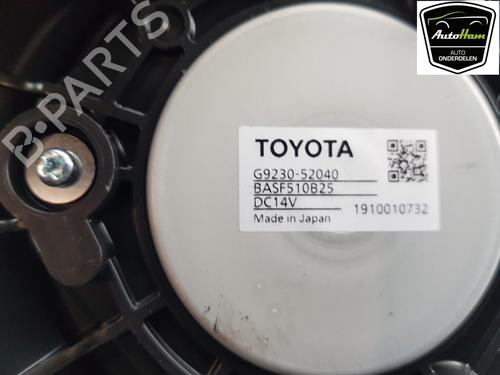 AutoHam
AUTO
ONDERDELEN
B-PARTS
TOYOTA
G9230-52040
BASF510B25
DC14V
Made in Japan
1910010732